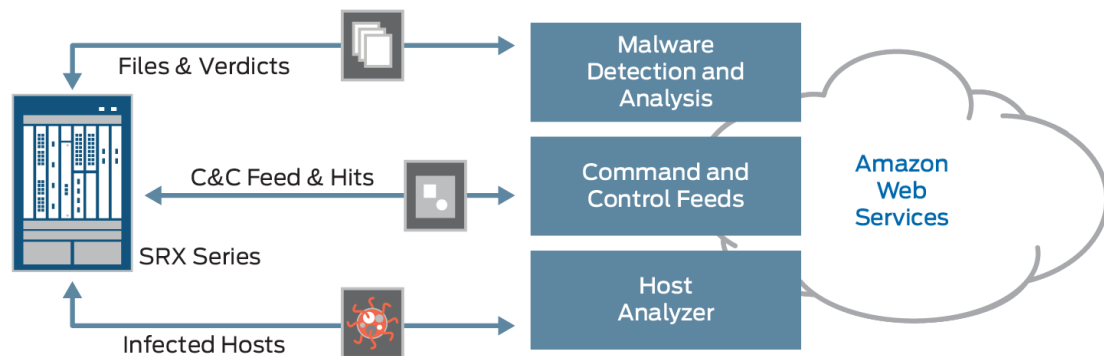 Files & Verdicts
Malware
Detection and
Analysis
C&C Feed & Hits
Command and
Control Feeds
Amazon
Web
Services
SRX Series
Host
Analyzer
Infected Hosts